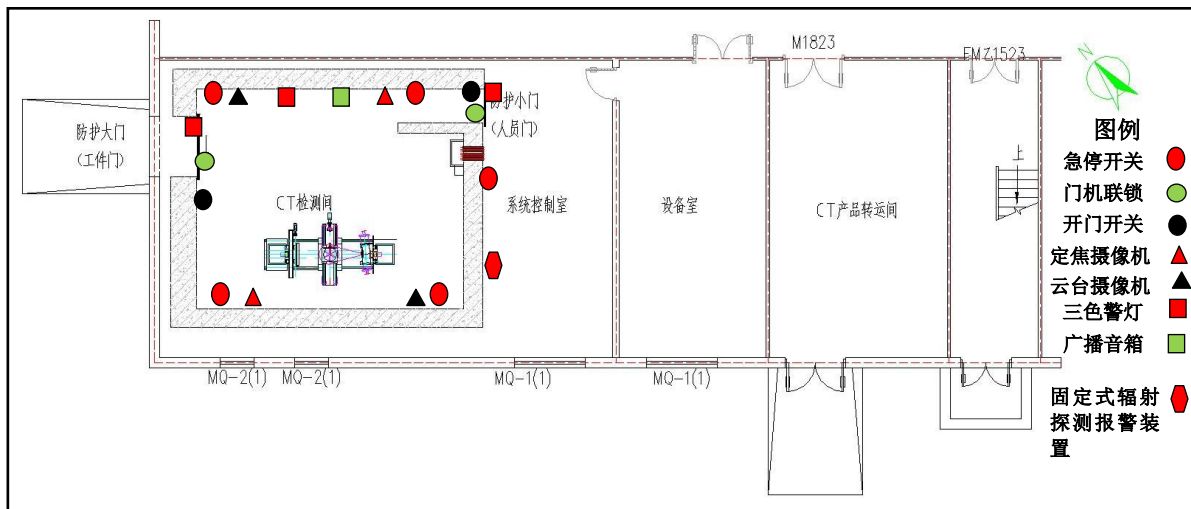 M1823
FMZ1523
防护大门
(工件门)
防护小门
(人员门)
CT检测间
系统控制室
设备室
CT产品转运间
上
MQ-2(1)
MQ-2(1)
MQ-1(1)
MQ-1(1)
图例
急停开关
门机联锁
开门开关
定焦摄像机
云台摄像机
三色警灯
广播音箱
固定式辐射
探测报警装
置